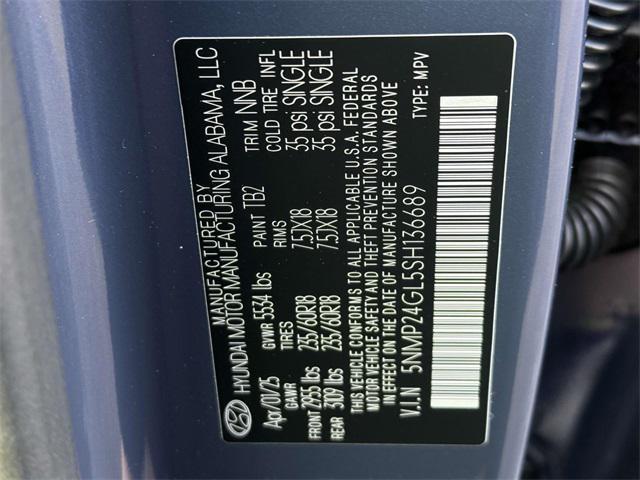 MANUFACTURED BY
HYUNDAI MOTOR MANUFACTURING ALABAMA, LLC
Apr/01/25 GVWR 5534 lbs PAINT TB2 TRIM NNB
GAWR TIRES RIMS COLD TIRE INFL
FRONT 2955 lbs 235/60R18 7.5JX18 35 psi SINGLE
REAR 3109 lbs 235/60R18 7.5JX18 35 psi SINGLE
THIS VEHICLE CONFORMS TO ALL APPLICABLE U.S.A. FEDERAL
MOTOR VEHICLE SAFETY AND THEFT PREVENTION STANDARDS
IN EFFECT ON THE DATE OF MANUFACTURE SHOWN ABOVE
V.I.N 5NMP24GL5SH136689 TYPE: MPV